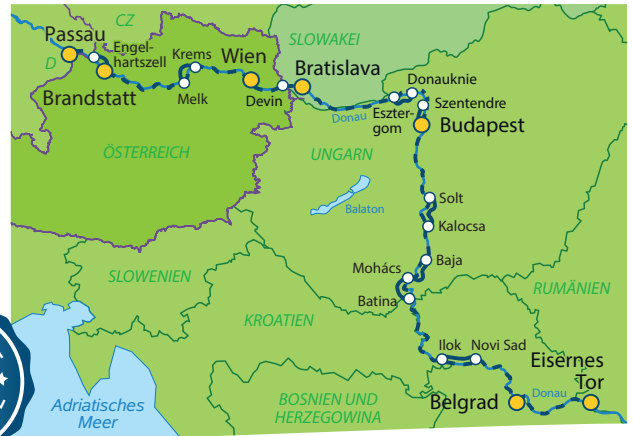 CZ
Passau
D
Engel-
hartszell
Brandstatt
Krems
Melk
Wien
Devin
SLOWAKEI
Bratislava
Donau
Donauknie
Eszter-
gom
Szentendre
Budapest
ÖSTERREICH
UNGARN
Balaton
Solt
Kalocsa
Baja
Mohács
Batina
SLOWENIEN
KROATIEN
RUMÄNIEN
Ilok
Novi Sad
Eisernes
Tor
Belgrad
Donau
BOSNIEN UND
HERZEGOWINA
Adriatisches
Meer